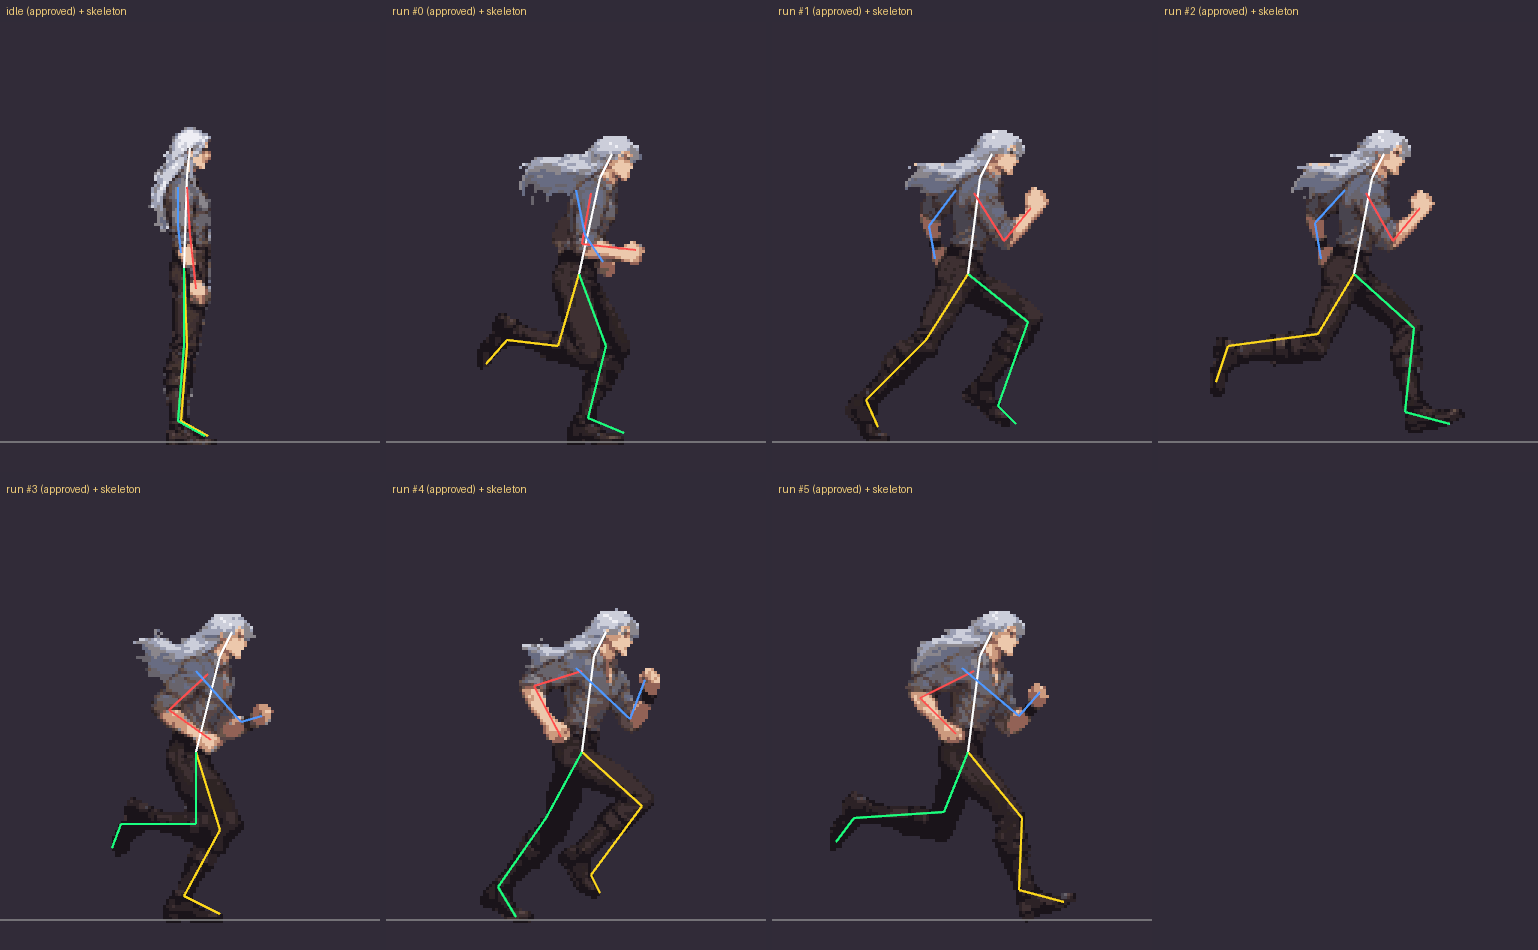 idle (approved) + skeleton
run #0 (approved) + skeleton
run #1 (approved) + skeleton
run #2 (approved) + skeleton
run #3 (approved) + skeleton
run #4 (approved) + skeleton
run #5 (approved) + skeleton